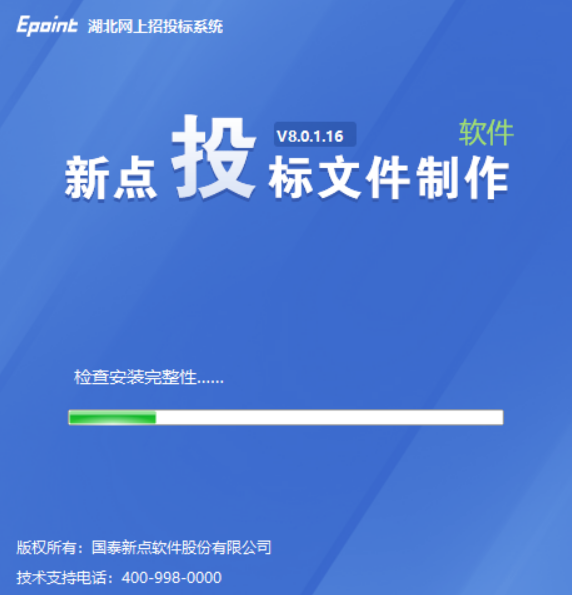 Epoint 湖北网上招投标系统
V8.0.1.16
软件
新点投标文件制作
检查安装完整性......
版权所有：国泰新点软件股份有限公司
技术支持电话：400-998-0000